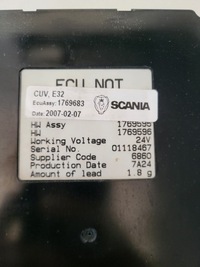 ECU NOT
CUV, E32
EcuAssy: 1769683
SCANIA
Date: 2007-02-07
HW Assy 1769595
HW 1769596
Working Voltage 24V
Serial No. 01118467
Supplier Code 6860
Production Date 7A24
Amount of lead 1.8 g